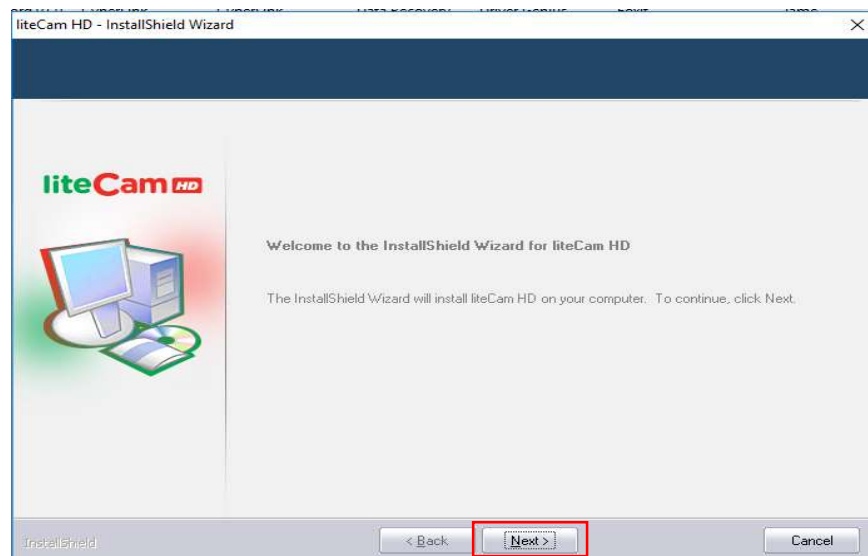 liteCam HD - InstallShield Wizard
liteCam HD
Welcome to the InstallShield Wizard for liteCam HD
The InstallShield Wizard will install liteCam HD on your computer. To continue, click Next.
InstallShield
< Back
Next >
Cancel